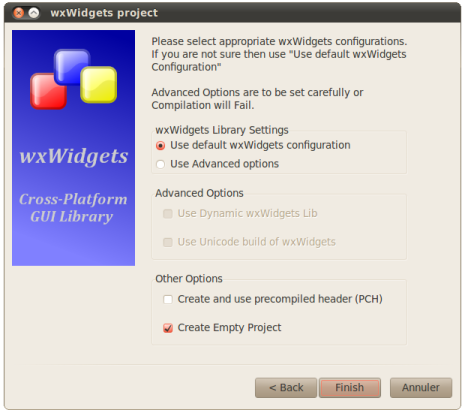 wxWidgets project
Please select appropriate wxWidgets configurations.
If you are not sure then use "Use default wxWidgets
Configuration"
Advanced Options are to be set carefully or
Compilation will Fail.
wxWidgets
Cross-Platform
GUI Library
wxWidgets Library Settings
Use default wxWidgets configuration
Use Advanced options
Advanced Options
Use Dynamic wxWidgets Lib
Use Unicode build of wxWidgets
Other Options
Create and use precompiled header (PCH)
Create Empty Project
< Back
Finish
Annuler